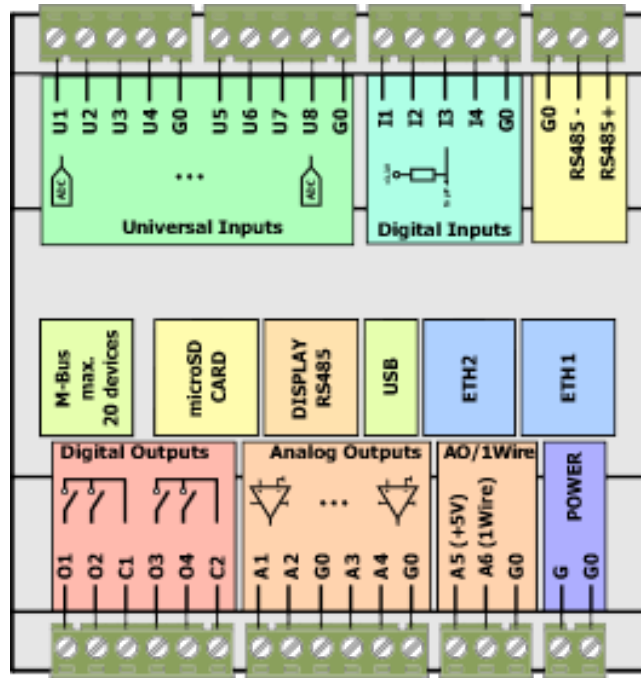 U1
U2
U3
U4
G0
U5
U6
U7
U8
G0
I1
I2
I3
I4
G0
G0
RS485 -
RS485+
ADC
...
ADC
Universal Inputs
Digital Inputs
M-Bus
max.
20 devices
microSD
CARD
DISPLAY
RS485
USB
ETH2
ETH1
Digital Outputs
Analog Outputs
AO/1Wire
POWER
...
O1
O2
C1
O3
O4
C2
A1
A2
G0
A3
A4
G0
A5 (+5V)
A6 (1Wire)
G0
G
G0